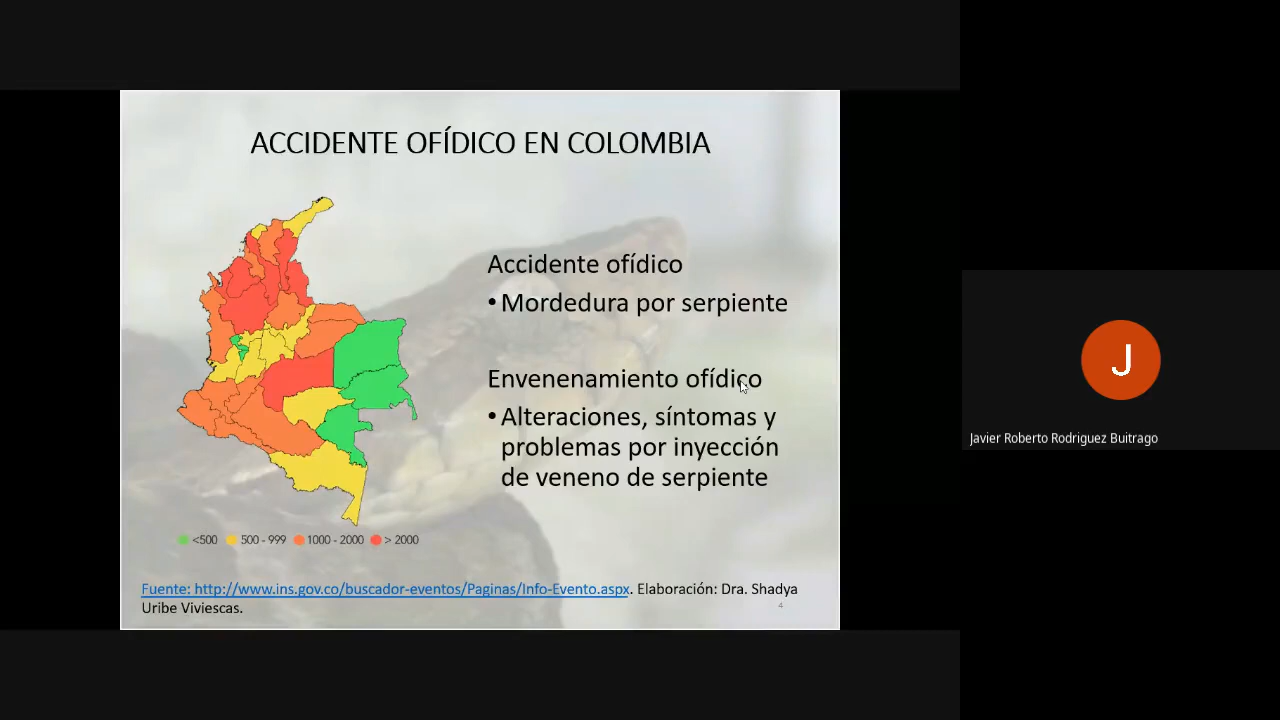 ACCIDENTE OFÍDICO EN COLOMBIA
Accidente ofídico
• Mordedura por serpiente
Envenenamiento ofídico
• Alteraciones, síntomas y
problemas por inyección
de veneno de serpiente
<500 500 - 999 1000 - 2000 > 2000
Fuente: http://www.ins.gov.co/buscador-eventos/Paginas/Info-Evento.aspx. Elaboración: Dra. Shadya
Uribe Viviescas.
4
J
Javier Roberto Rodriguez Buitrago